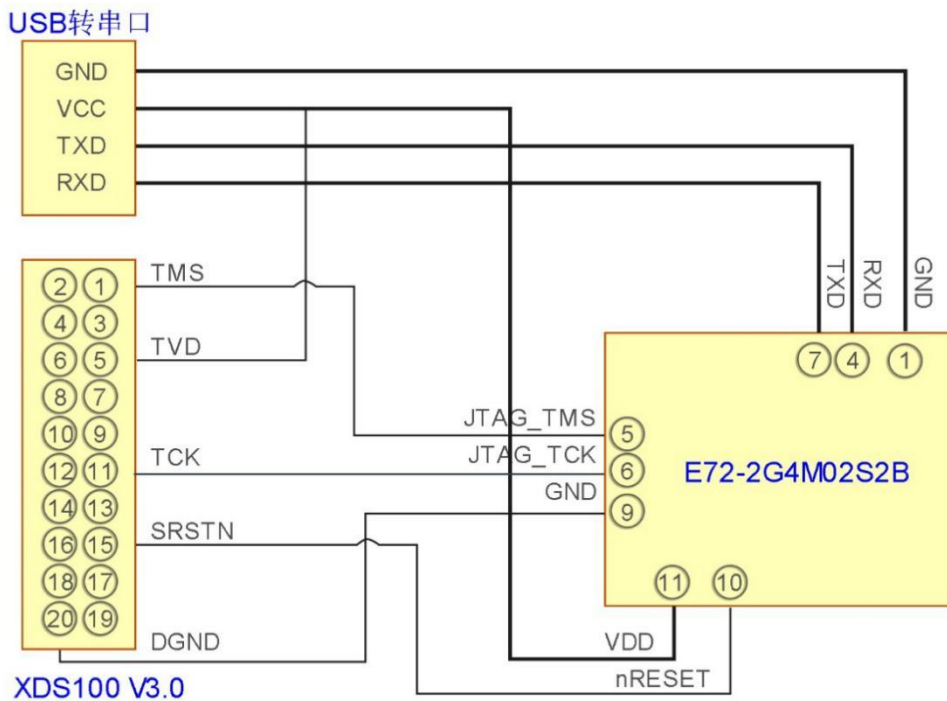 USB转串口
GND
VCC
TXD
RXD
TXD
RXD
GND
2 1
4 3
6 5
8 7
10 9
12 11
14 13
16 15
18 17
20 19
TMS
TVD
TCK
SRSTN
DGND
XDS100 V3.0
7 4 1
JTAG_TMS 5
JTAG_TCK 6
GND 9
E72-2G4M02S2B
11 10
VDD
nRESET